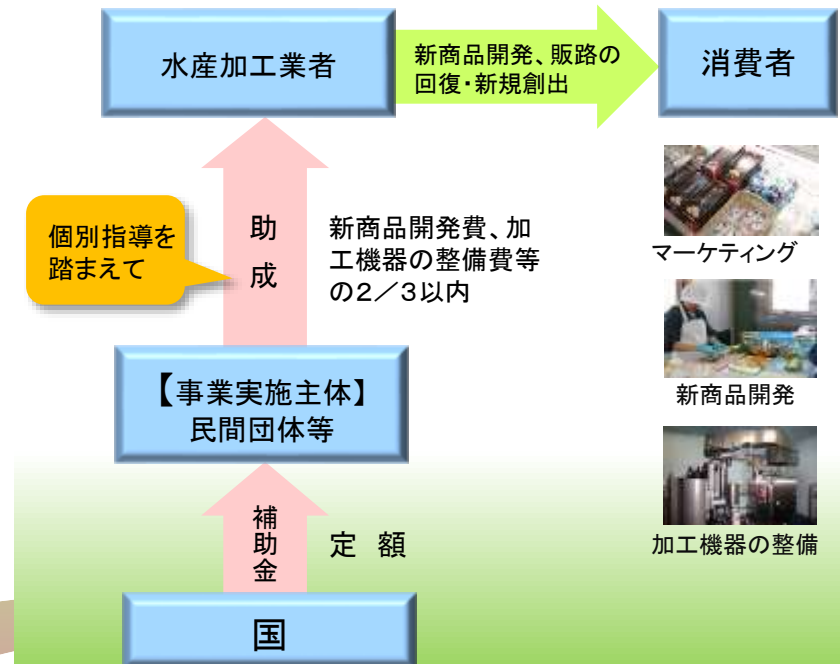 水産加工業者
新商品開発、販路の
回復・新規創出
消費者
個別指導を
踏まえて
助
成
新商品開発費、加
工機器の整備費等
の2／3以内
マーケティング
新商品開発
加工機器の整備
【事業実施主体】
民間団体等
補
助
金
定　額
国